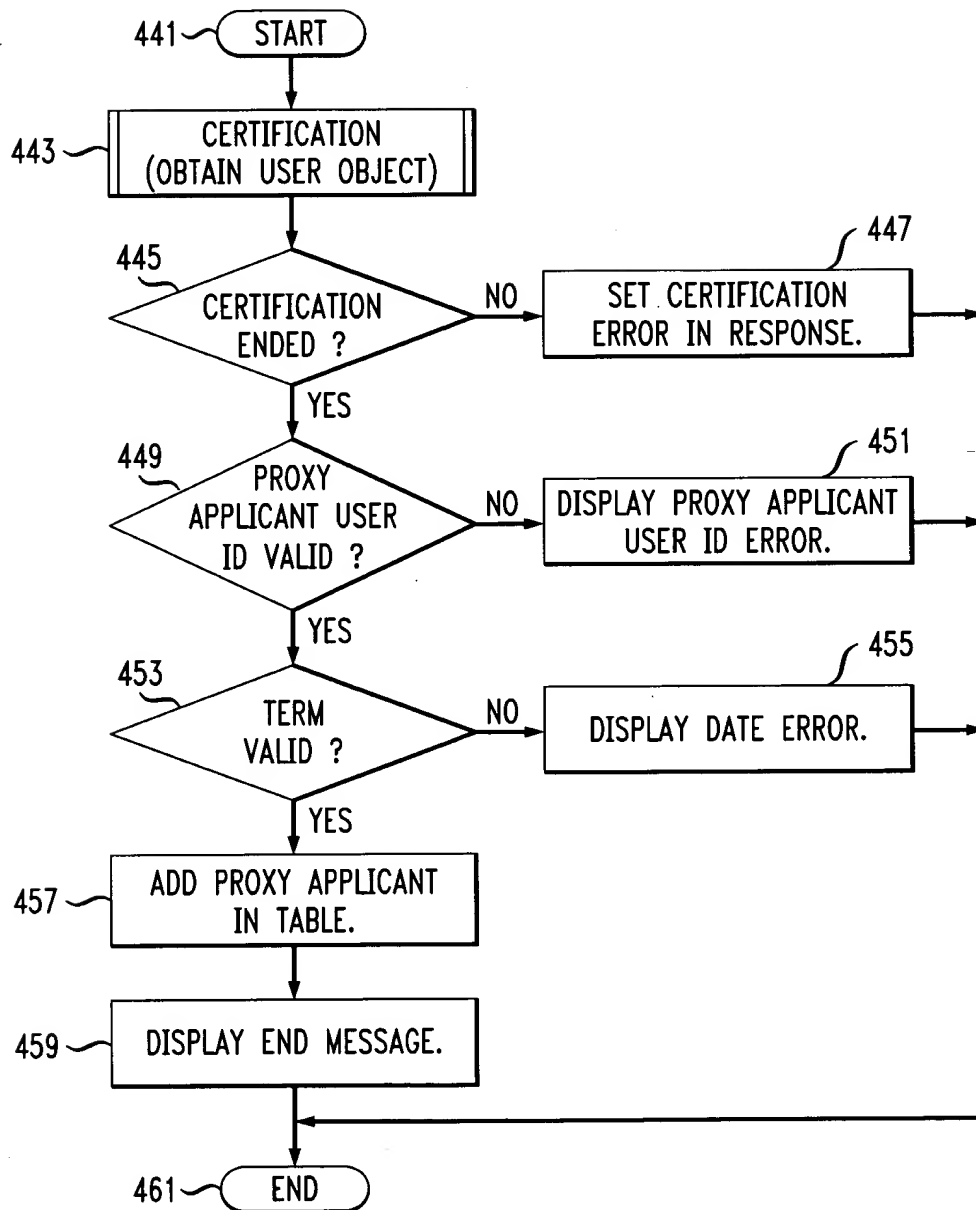 441
START
443
CERTIFICATION
(OBTAIN USER OBJECT)
445
CERTIFICATION
ENDED ?
NO
447
SET CERTIFICATION
ERROR IN RESPONSE.
YES
449
PROXY
APPLICANT USER
ID VALID ?
NO
451
DISPLAY PROXY APPLICANT
USER ID ERROR.
YES
453
TERM
VALID ?
NO
455
DISPLAY DATE ERROR.
YES
457
ADD PROXY APPLICANT
IN TABLE.
459
DISPLAY END MESSAGE.
461
END